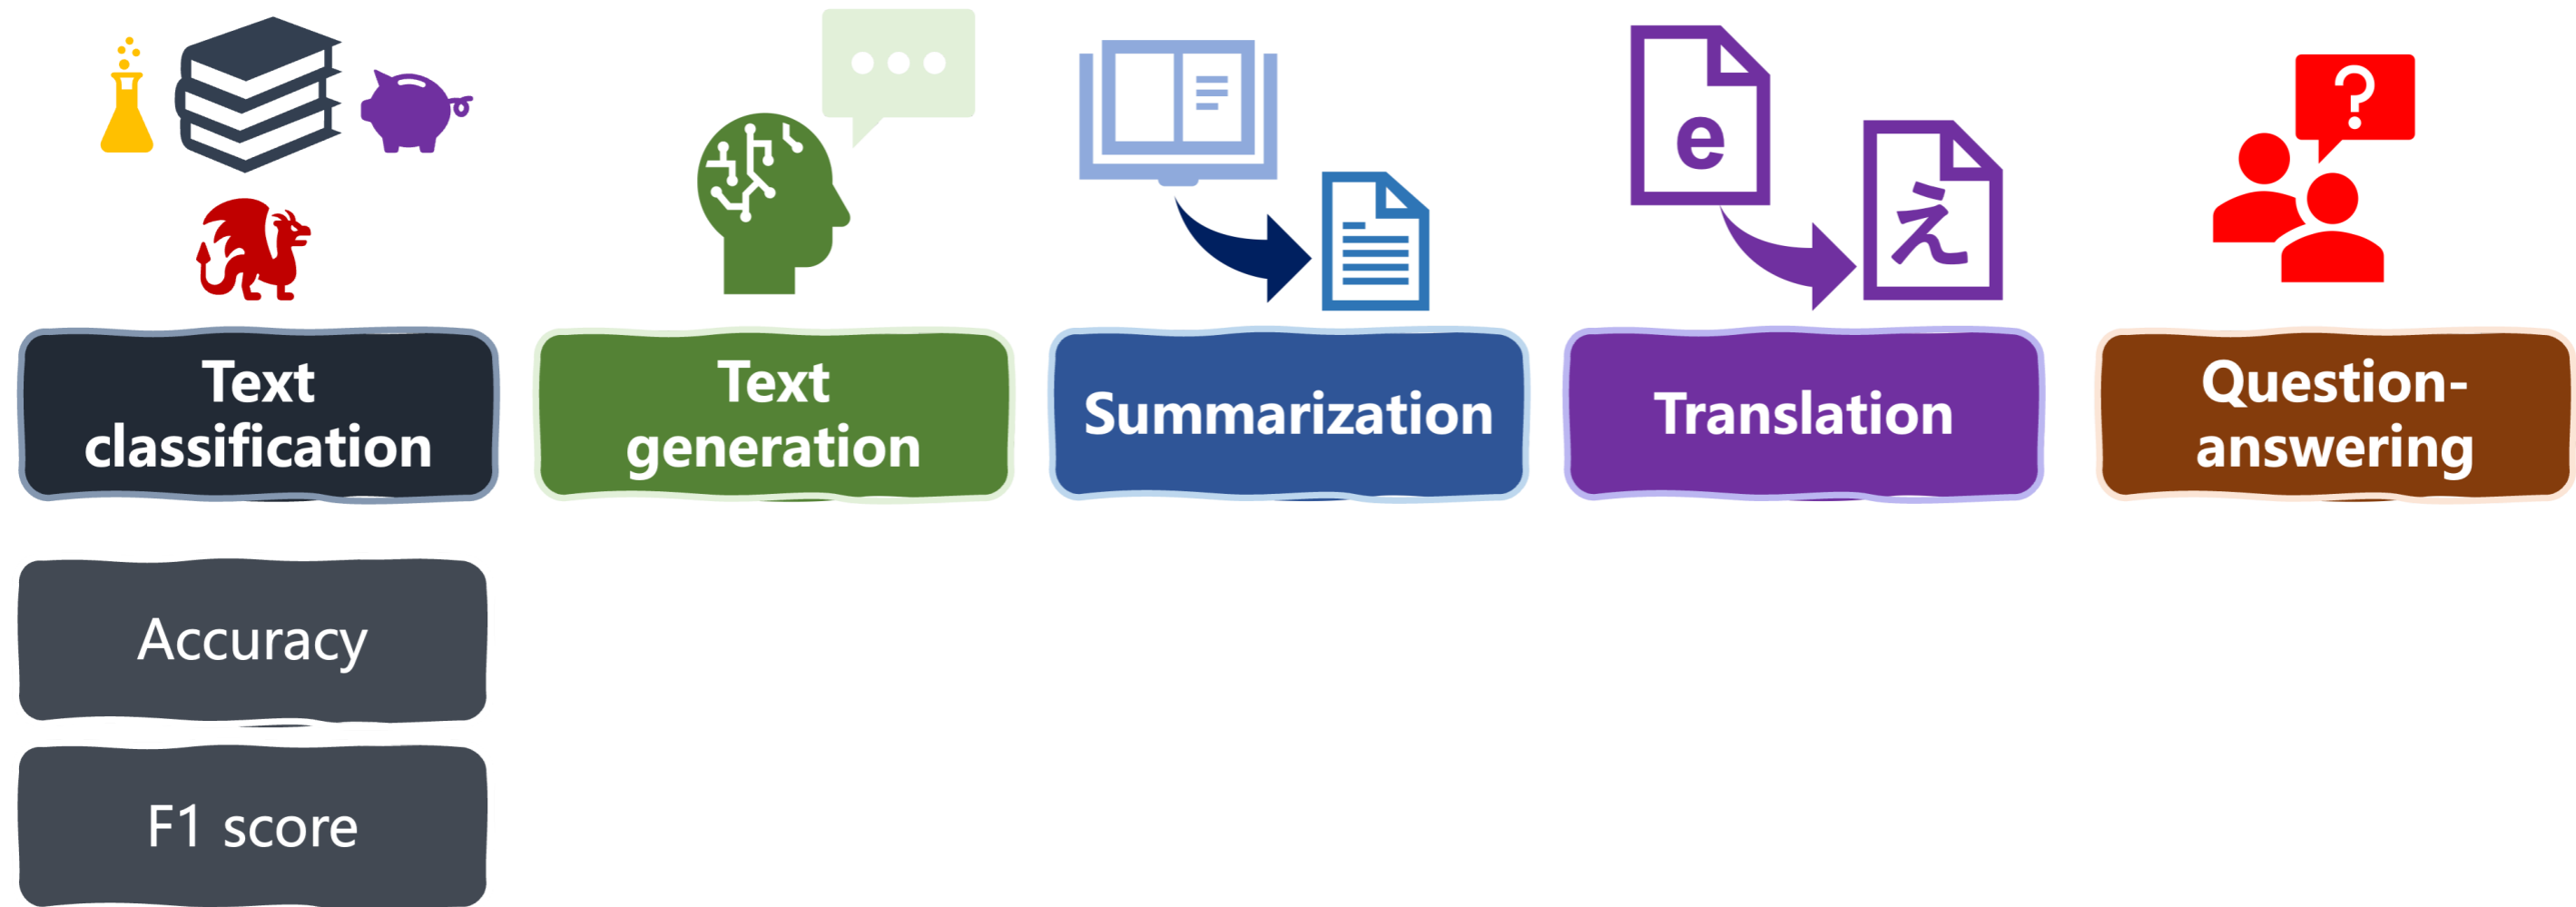 ?
e
え
Text
classification
Text
generation
Summarization
Translation
Question-
answering
Accuracy
F1 score